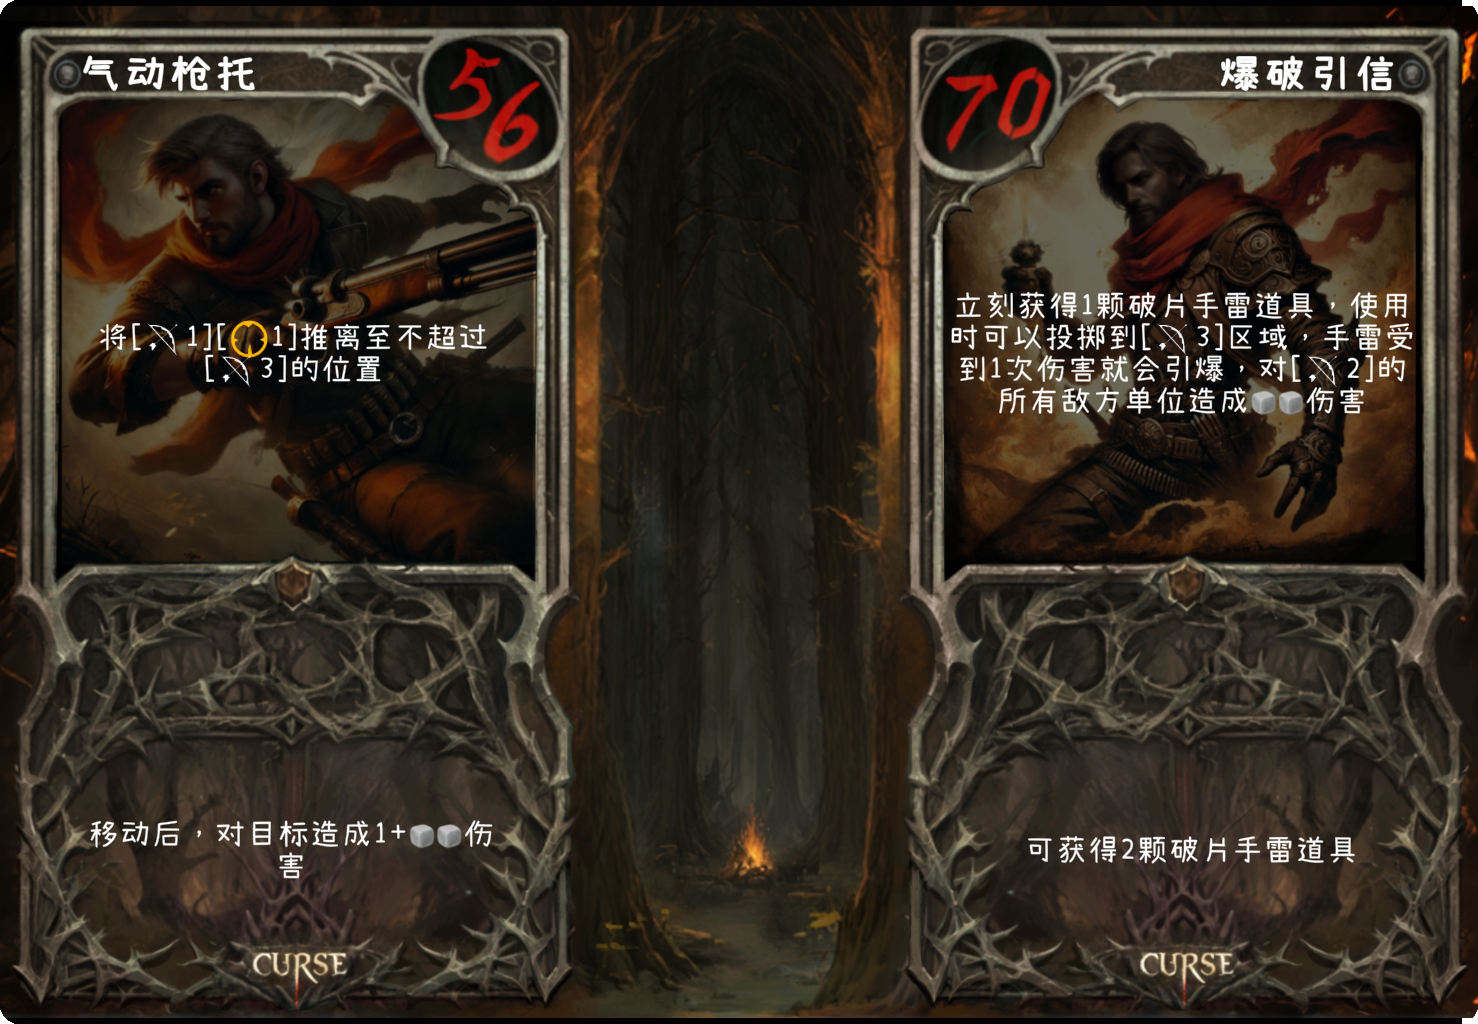 气动枪托
56
将[1][1]推离至不超过
[3]的位置
移动后，对目标造成1+伤
害
CURSE
70
爆破引信
立刻获得1颗破片手雷道具，使用
时可以投掷到[3]区域，手雷受
到1次伤害就会引爆，对[2]的
所有敌方单位造成伤害
可获得2颗破片手雷道具
CURSE